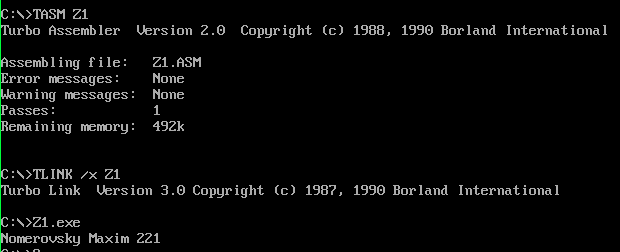 C:\>TASM Z1
Turbo Assembler  Version 2.0  Copyright (c) 1988, 1990 Borland International
Assembling file:   Z1.ASM
Error messages:    None
Warning messages:  None
Passes:            1
Remaining memory:  492k
C:\>TLINK /x Z1
Turbo Link  Version 3.0 Copyright (c) 1987, 1990 Borland International
C:\>Z1.exe
Nomerovsky Maxim 221